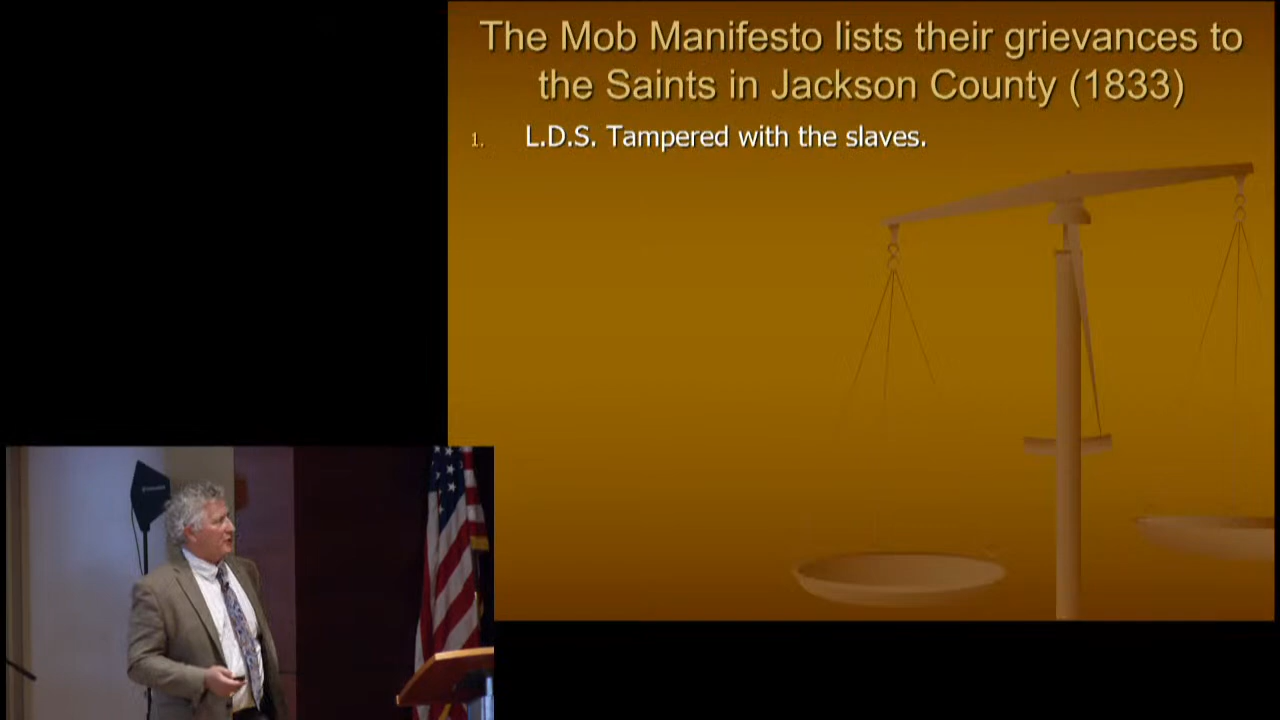 The Mob Manifesto lists their grievances to
the Saints in Jackson County (1833)
1. L.D.S. Tampered with the slaves.